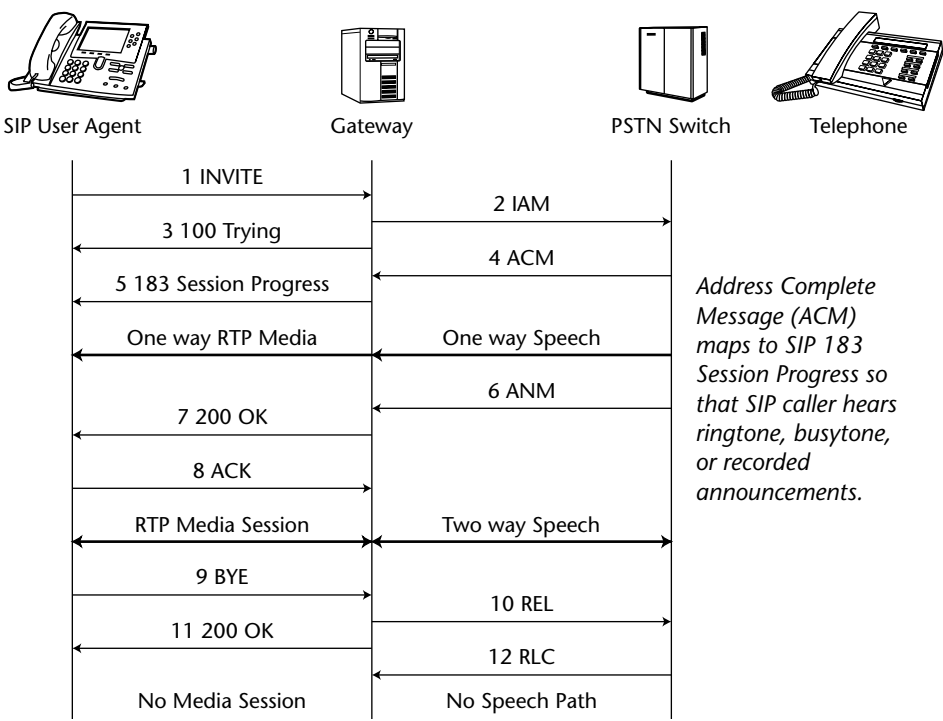 SIP User Agent
Gateway
PSTN Switch
Telephone
1 INVITE
2 IAM
3 100 Trying
4 ACM
5 183 Session Progress
One way RTP Media
One way Speech
6 ANM
7 200 OK
8 ACK
RTP Media Session
Two way Speech
9 BYE
10 REL
11 200 OK
12 RLC
No Media Session
No Speech Path
Address Complete
Message (ACM)
maps to SIP 183
Session Progress so
that SIP caller hears
ringtone, busytone,
or recorded
announcements.